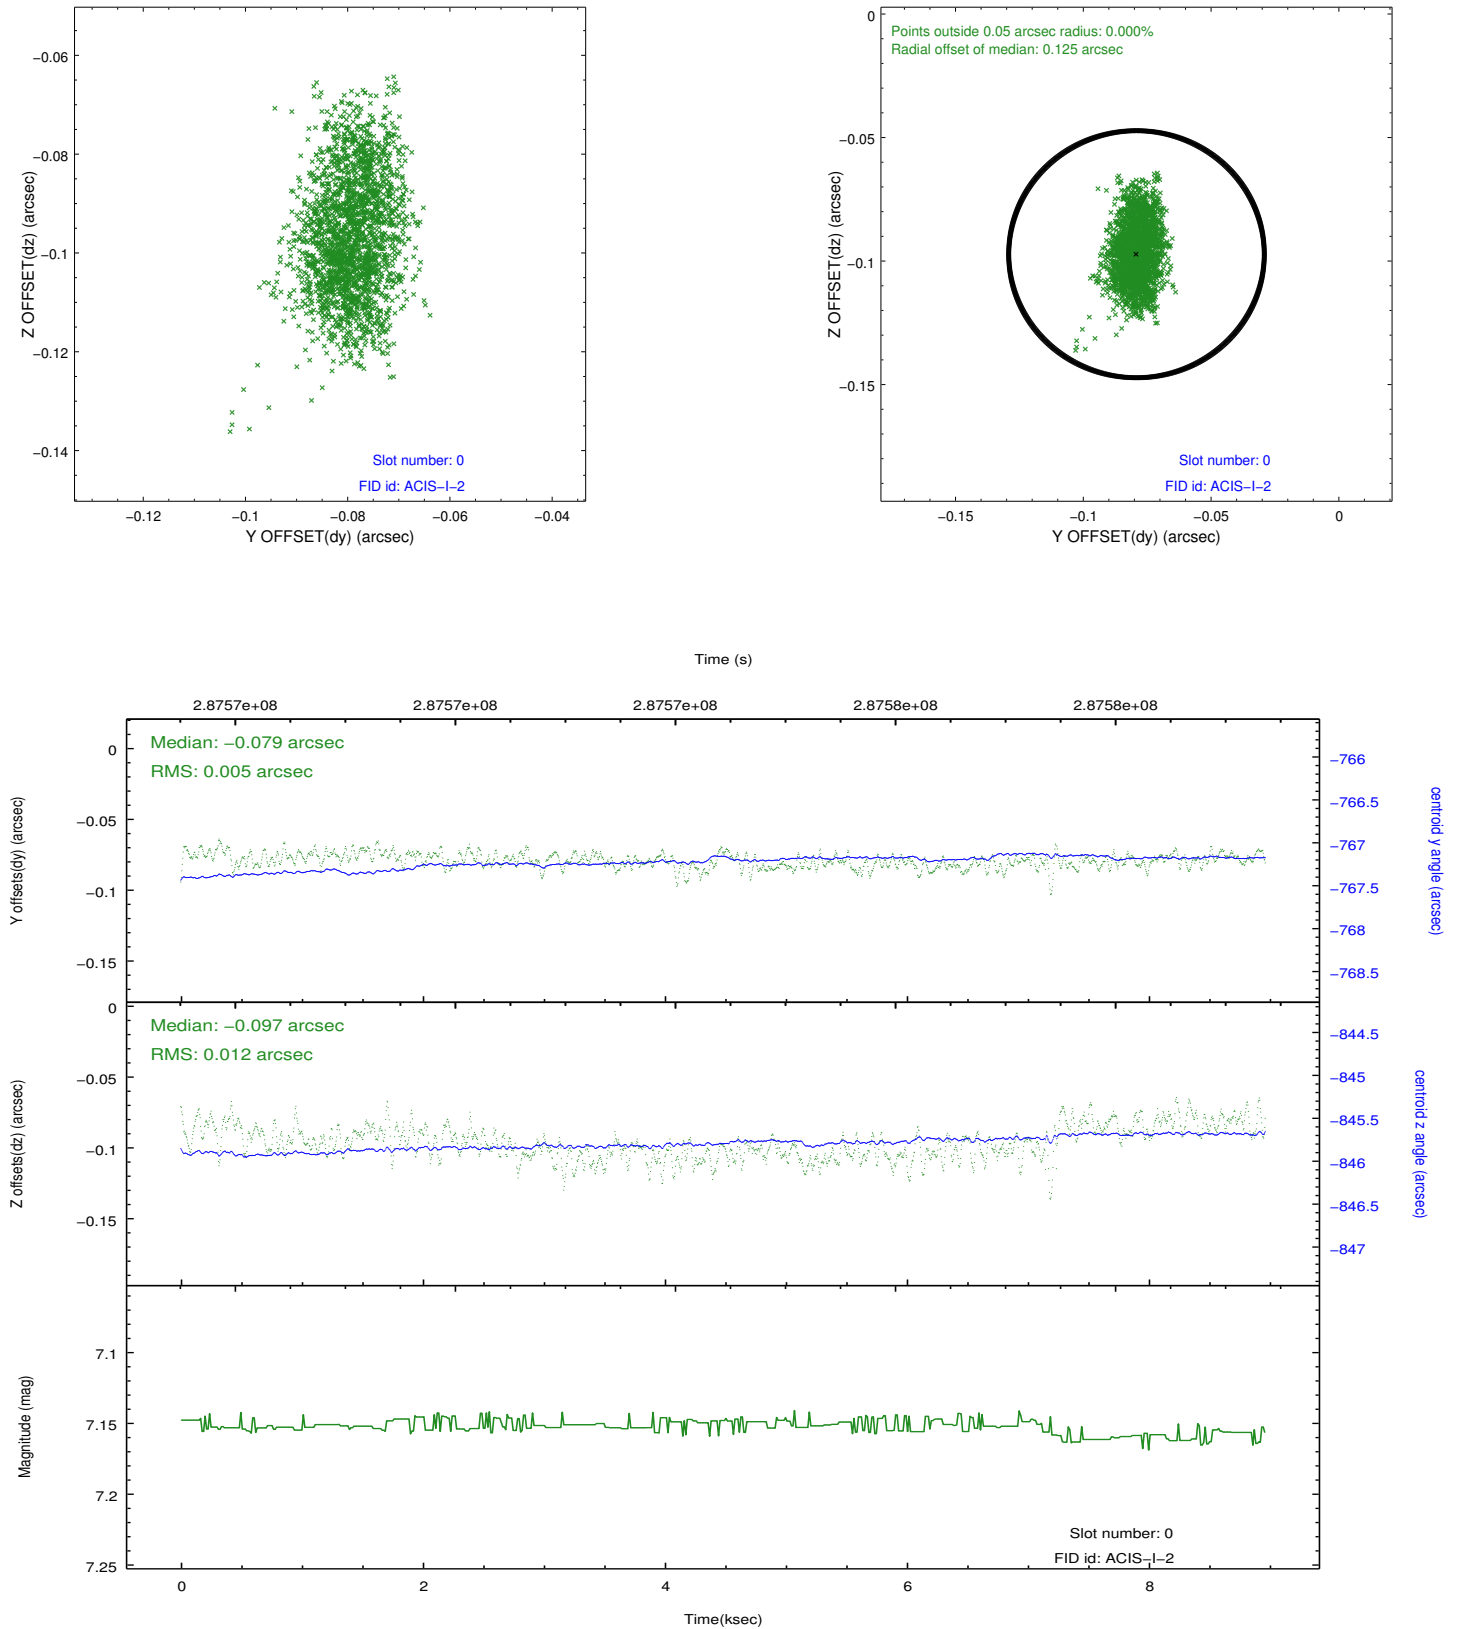 −0.06
−0.08
−0.1
−0.12
−0.14
Z OFFSET(dz) (arcsec)
Slot number: 0
FID id: ACIS−I−2
−0.12
−0.1
−0.08
−0.06
−0.04
Y OFFSET(dy) (arcsec)
Points outside 0.05 arcsec radius: 0.000%
Radial offset of median: 0.125 arcsec
0
−0.05
−0.1
−0.15
Z OFFSET(dz) (arcsec)
Slot number: 0
FID id: ACIS−I−2
−0.15
−0.1
−0.05
0
Y OFFSET(dy) (arcsec)
Time (s)
2.8757e+08
2.8757e+08
2.8757e+08
2.8758e+08
2.8758e+08
Median: −0.079 arcsec
RMS: 0.005 arcsec
0
−0.05
−0.1
−0.15
Y offsets(dy) (arcsec)
−766
−766.5
−767
−767.5
−768
−768.5
centroid y angle (arcsec)
Median: −0.097 arcsec
RMS: 0.012 arcsec
0
−0.05
−0.1
−0.15
Z offsets(dz) (arcsec)
−844.5
−845
−845.5
−846
−846.5
−847
centroid z angle (arcsec)
7.1
7.15
7.2
7.25
Magnitude (mag)
Slot number: 0
FID id: ACIS−I−2
0
2
4
6
8
Time(ksec)